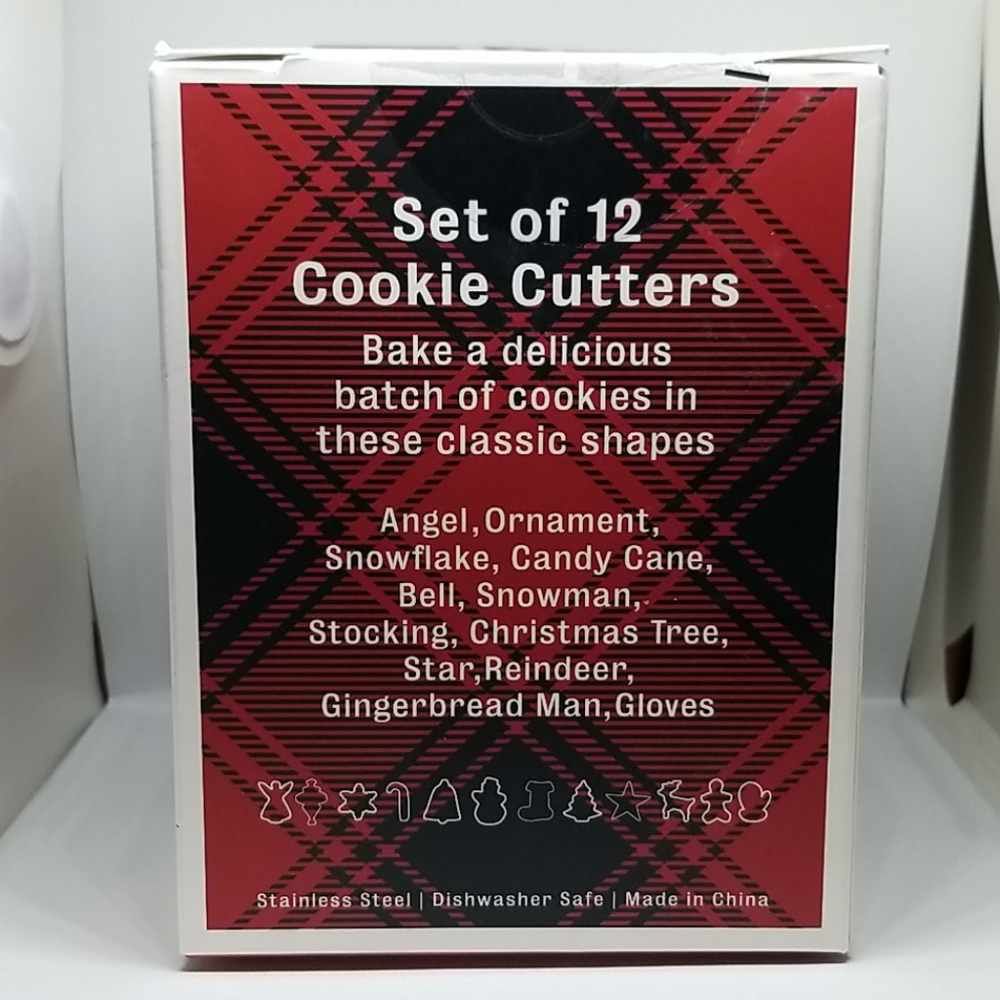 Set of 12
Cookie Cutters
Bake a delicious
batch of cookies in
these classic shapes
Angel,Ornament,
Snowflake, Candy Cane,
Bell, Snowman,
Stocking, Christmas Tree,
Star,Reindeer,
Gingerbread Man,Gloves
Stainless Steel | Dishwasher Safe | Made in China